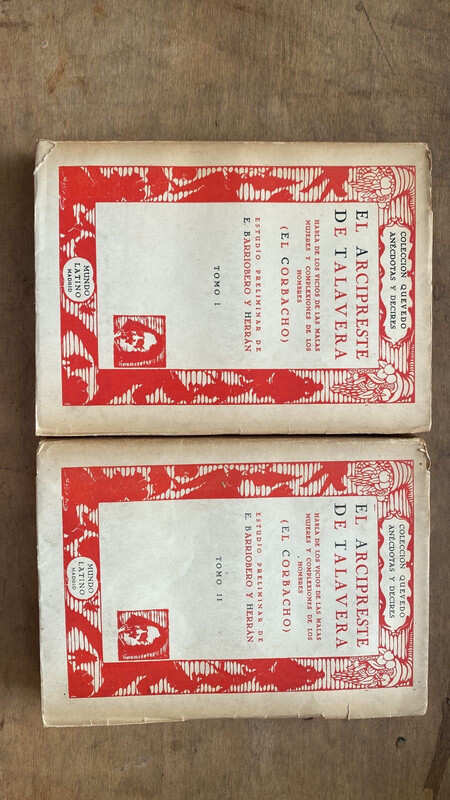 COLECCION QUEVEDO
ANÉCDOTAS Y DECIRES
EL ARCIPRESTE
DE TALAVERA
HABLA DE LOS VICIOS DE LAS MALAS
MUJERES Y COMPLEXIONES DE LOS
HOMBRES
(EL CORBACHO)
ESTUDIO PRELIMINAR DE
E. BARRIOBERO Y HERRÁN
TOMO I
MUNDO
LATINO
MADRID
COLECCION QUEVEDO
ANÉCDOTAS Y DECIRES
EL ARCIPRESTE
DE TALAVERA
HABLA DE LOS VICIOS DE LAS MALAS
MUJERES Y COMPLEXIONES DE LOS
HOMBRES
(EL CORBACHO)
ESTUDIO PRELIMINAR DE
E. BARRIOBERO Y HERRÁN
TOMO II
MUNDO
LATINO
MADRID